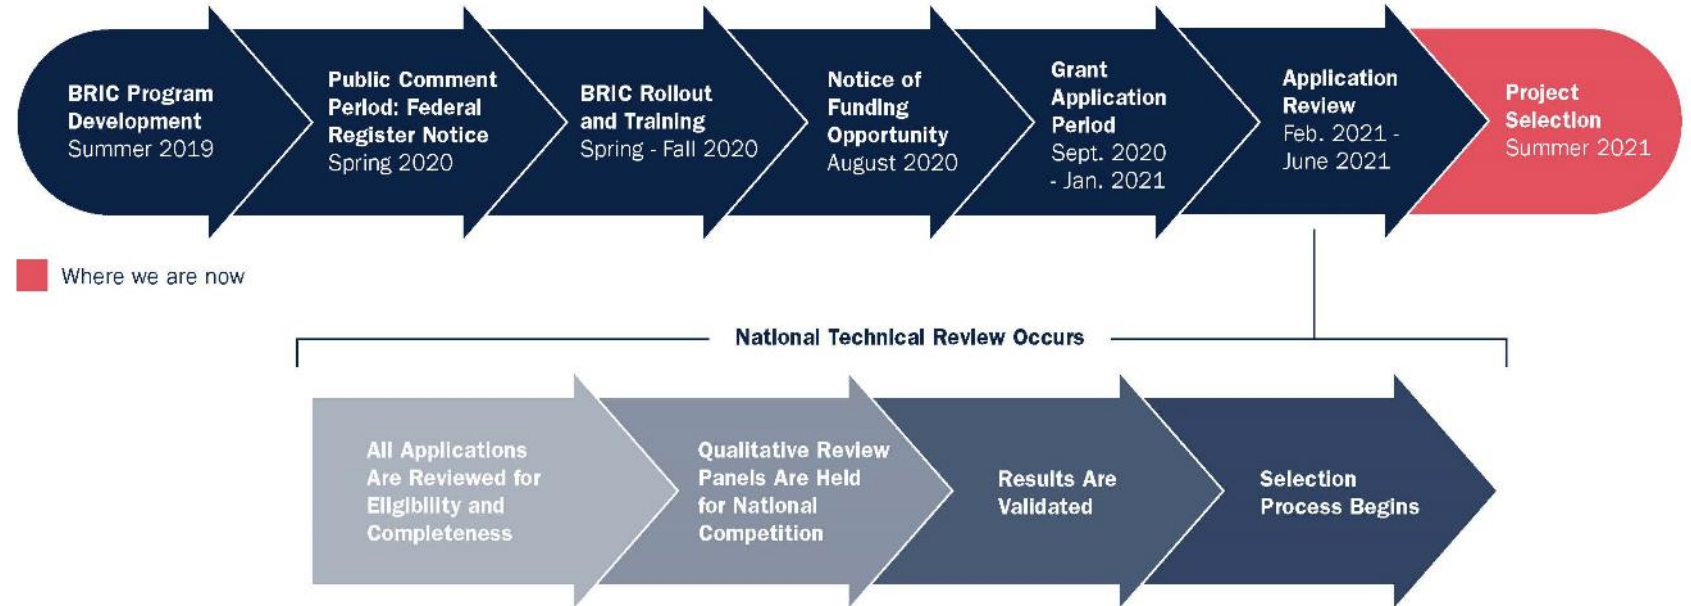 BRIC Program
Development
Summer 2019
Public Comment
Period: Federal
Register Notice
Spring 2020
BRIC Rollout
and Training
Spring - Fall 2020
Notice of
Funding
Opportunity
August 2020
Grant
Application
Period
Sept. 2020
- Jan. 2021
Application
Review
Feb. 2021 -
June 2021
Project
Selection
Summer 2021
Where we are now
National Technical Review Occurs
All Applications
Are Reviewed for
Eligibility and
Completeness
Qualitative Review
Panels Are Held
for National
Competition
Results Are
Validated
Selection
Process Begins